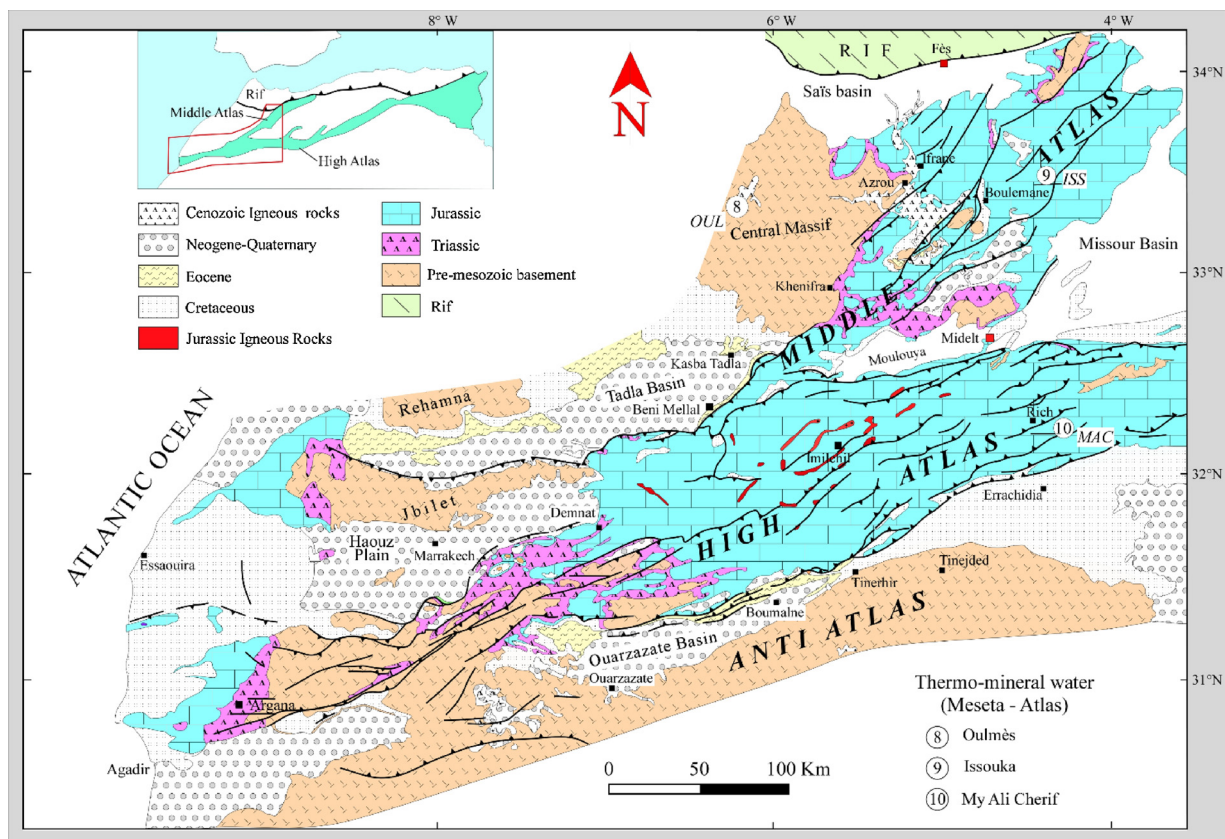 8° W
6° W
4° W
34°N
33°N
32°N
31°N
Rif
Middle Atlas
High Atlas
Cenozoic Igneous rocks
Neogene-Quaternary
Eocene
Cretaceous
Jurassic Igneous Rocks
Jurassic
Triassic
Pre-mesozoic basement
Rif
N
R I F
Fès
Saïs basin
Ifrane
Azrou
Boulemane
9
ISS
8
OUL
Central Massif
Khenifra
Missour Basin
MIDDLE ATLAS
Midelt
Moulouya
Kasba Tadla
Tadla Basin
Beni Mellal
Rehamna
Rich
10
MAC
Imilchil
ATLANTIC OCEAN
Jbilet
Demnat
Errachidia
HIGH ATLAS
Haouz
Plain
Marrakech
Essaouira
Tinerhir
Tinejded
Boumalne
ANTI ATLAS
Ouarzazate Basin
Ouarzazate
Argana
Agadir
Thermo-mineral water
(Meseta - Atlas)
8 Oulmès
9 Issouka
10 My Ali Cherif
0 50 100 Km